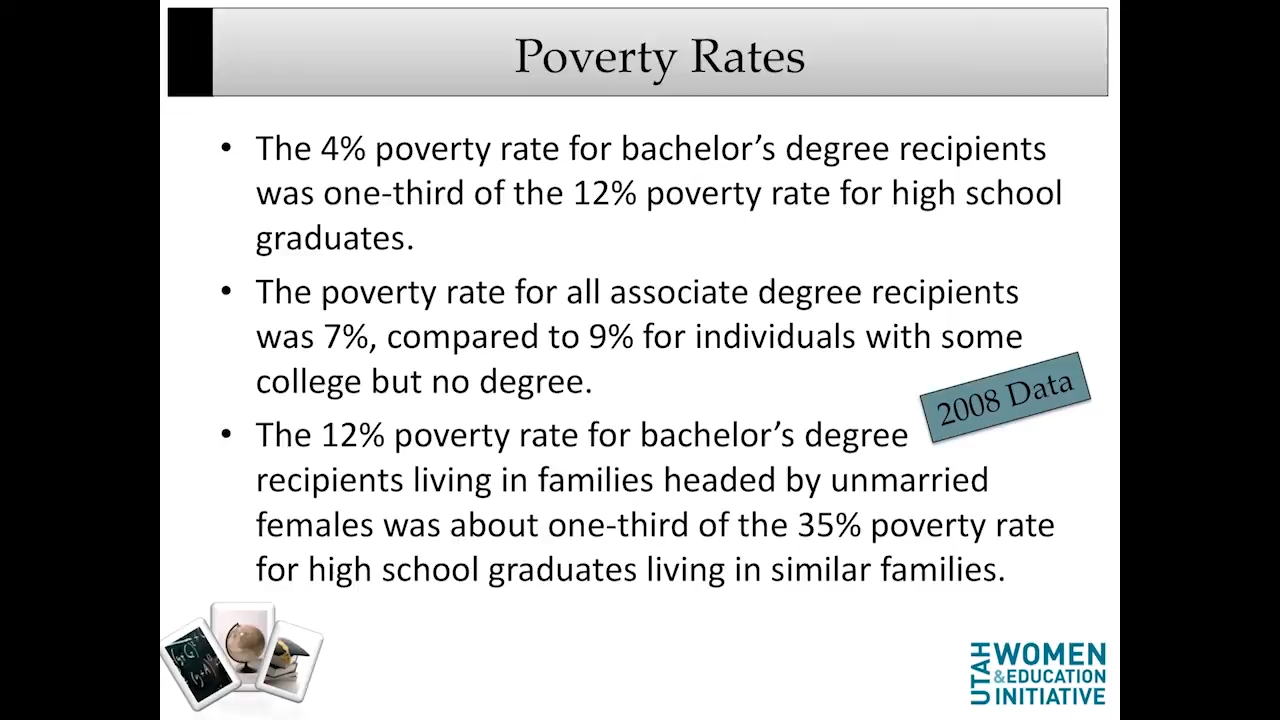 Poverty Rates
• The 4% poverty rate for bachelor’s degree recipients
was one-third of the 12% poverty rate for high school
graduates.
• The poverty rate for all associate degree recipients
was 7%, compared to 9% for individuals with some
college but no degree.
2008 Data
• The 12% poverty rate for bachelor’s degree
recipients living in families headed by unmarried
females was about one-third of the 35% poverty rate
for high school graduates living in similar families.
UTAH
WOMEN
&EDUCATION
INITIATIVE